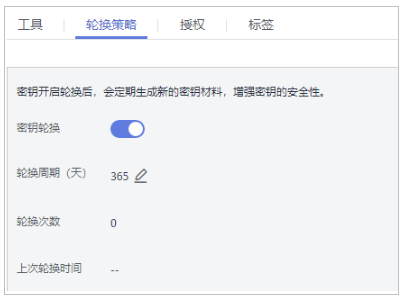 工具 轮换策略 授权 标签
密钥开启轮换后，会定期生成新的密钥材料，增强密钥的安全性。
密钥轮换
轮换周期（天） 365
轮换次数 0
上次轮换时间 --